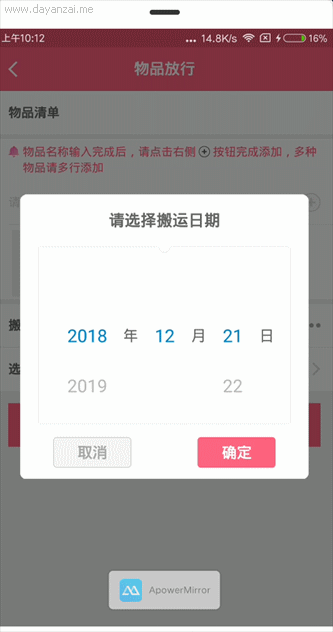 www.dayanzai.me
上午10:12
... 14.8K/s 16%
物品放行
物品清单
物品名称输入完成后，请点击右侧 按钮完成添加，多种
物品请多行添加
请
请选择搬运日期
2018 年 12 月 21 日
2019 22
搬
选
取消 确定
ApowerMirror